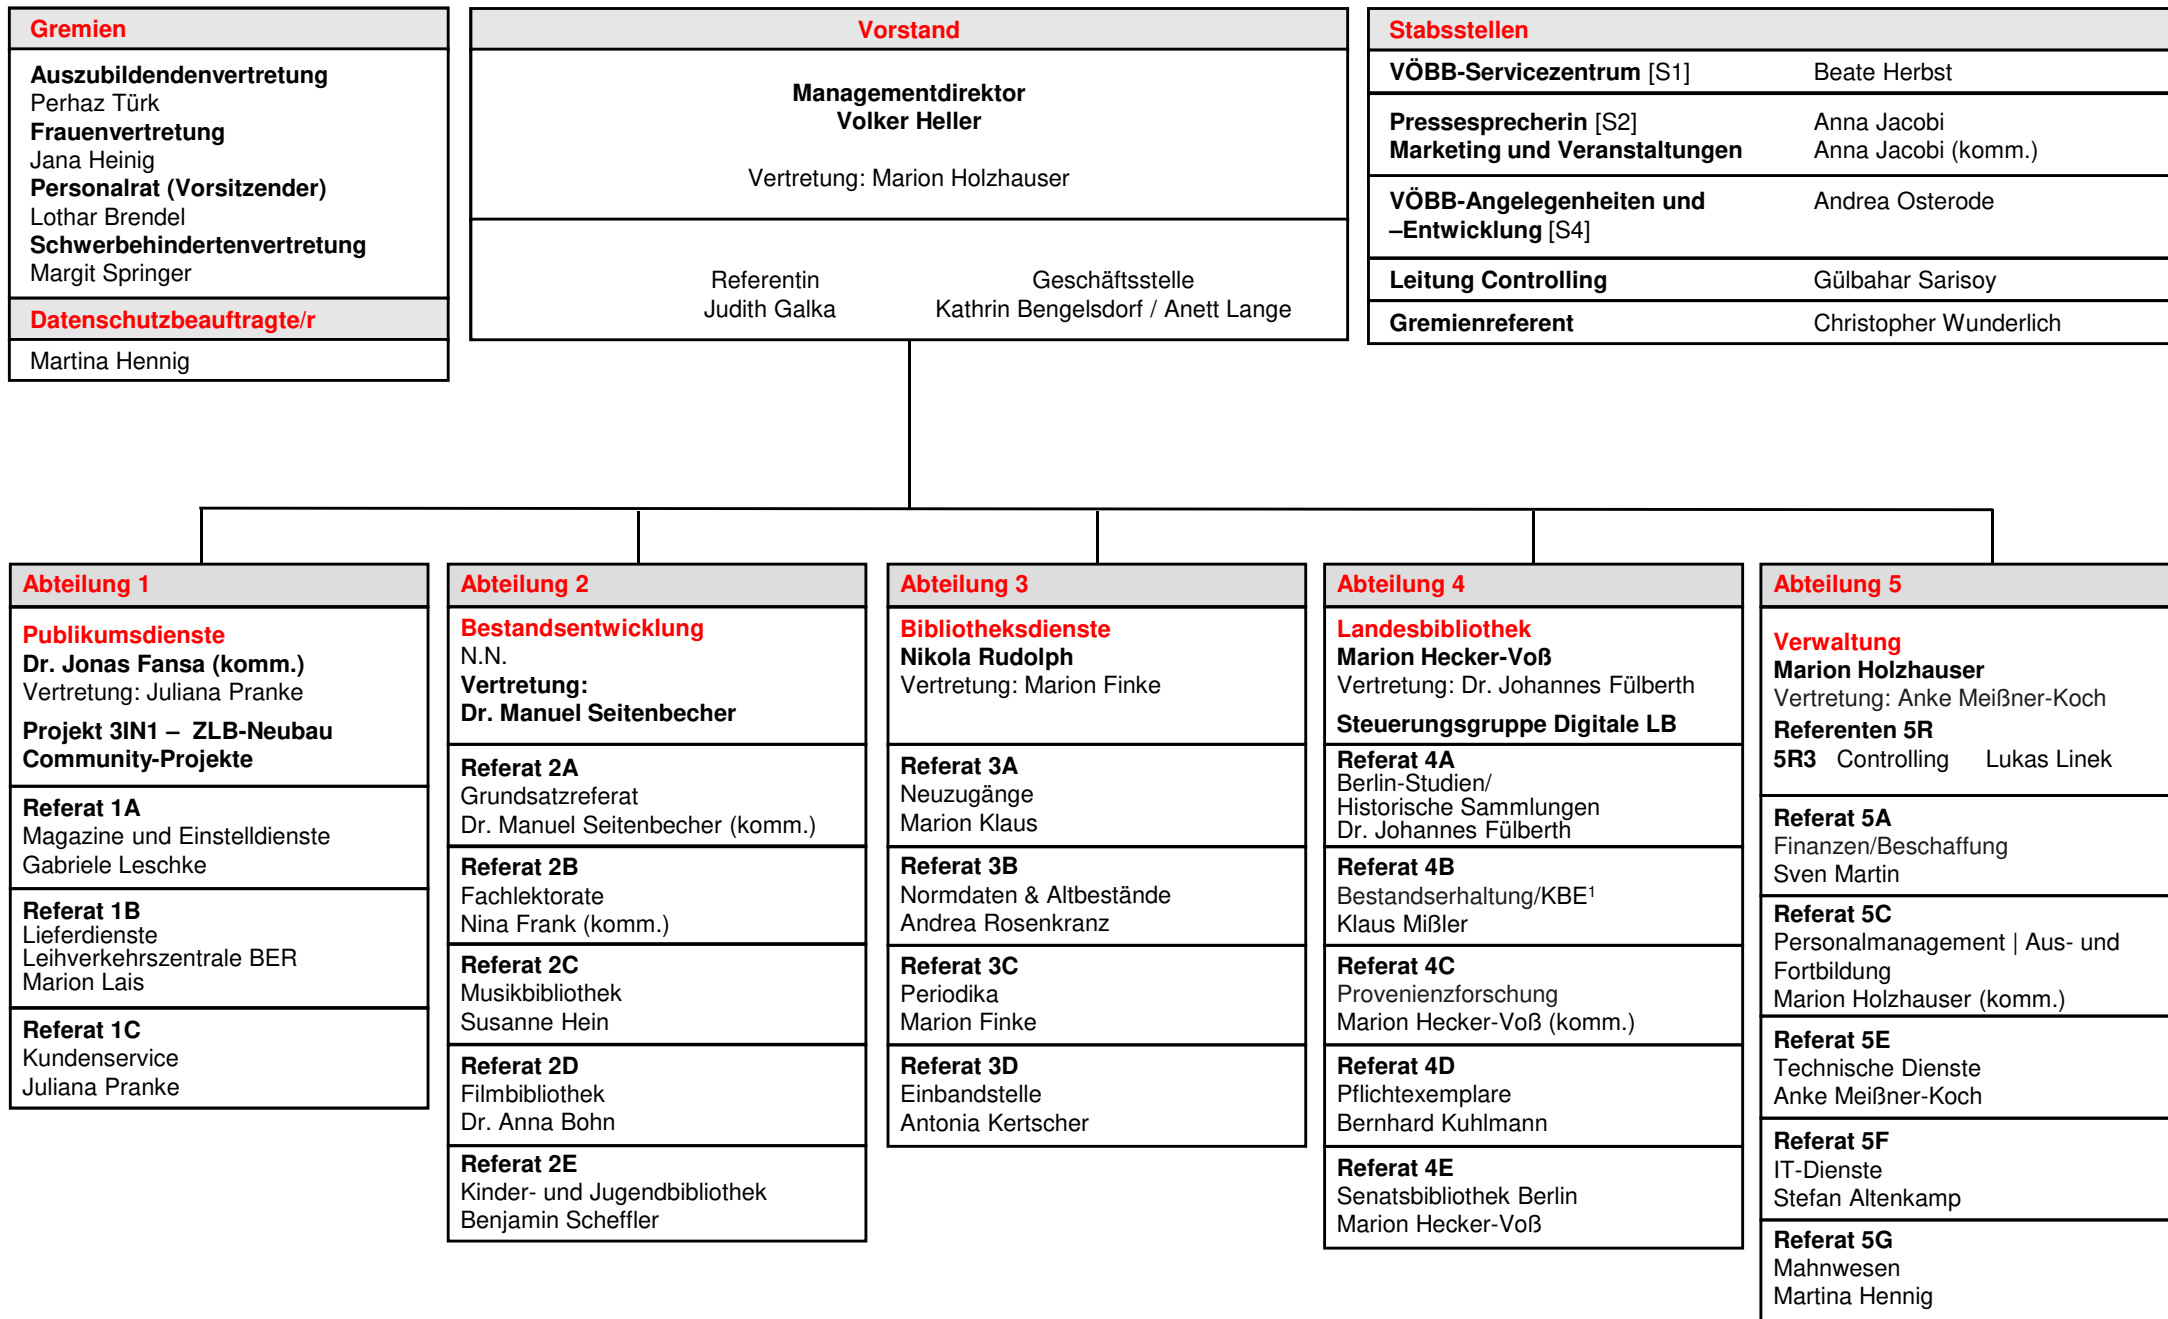 Gremien
Auszubildendenvertretung
Perhaz Türk
Frauenvertretung
Jana Heinig
Personalrat (Vorsitzender)
Lothar Brendel
Schwerbehindertenvertretung
Margit Springer
Datenschutzbeauftragte/r
Martina Hennig
Vorstand
Managementdirektor
Volker Heller
Vertretung: Marion Holzhauser
Referentin
Judith Galka
Geschäftsstelle
Kathrin Bengelsdorf / Anett Lange
Stabsstellen
VÖBB-Servicezentrum [S1] Beate Herbst
Pressesprecherin [S2] Anna Jacobi
Marketing und Veranstaltungen Anna Jacobi (komm.)
VÖBB-Angelegenheiten und Andrea Osterode
–Entwicklung [S4]
Leitung Controlling Gülbahar Sarisoy
Gremienreferent Christopher Wunderlich
Abteilung 1
Publikumsdienste
Dr. Jonas Fansa (komm.)
Vertretung: Juliana Pranke
Projekt 3IN1 – ZLB-Neubau
Community-Projekte
Referat 1A
Magazine und Einstelldienste
Gabriele Leschke
Referat 1B
Lieferdienste
Leihverkehrszentrale BER
Marion Lais
Referat 1C
Kundenservice
Juliana Pranke
Abteilung 2
Bestandsentwicklung
N.N.
Vertretung:
Dr. Manuel Seitenbecher
Referat 2A
Grundsatzreferat
Dr. Manuel Seitenbecher (komm.)
Referat 2B
Fachlektorate
Nina Frank (komm.)
Referat 2C
Musikbibliothek
Susanne Hein
Referat 2D
Filmbibliothek
Dr. Anna Bohn
Referat 2E
Kinder- und Jugendbibliothek
Benjamin Scheffler
Abteilung 3
Bibliotheksdienste
Nikola Rudolph
Vertretung: Marion Finke
Referat 3A
Neuzugänge
Marion Klaus
Referat 3B
Normdaten & Altbestände
Andrea Rosenkranz
Referat 3C
Periodika
Marion Finke
Referat 3D
Einbandstelle
Antonia Kertscher
Abteilung 4
Landesbibliothek
Marion Hecker-Voß
Vertretung: Dr. Johannes Fülberth
Steuerungsgruppe Digitale LB
Referat 4A
Berlin-Studien/
Historische Sammlungen
Dr. Johannes Fülberth
Referat 4B
Bestandserhaltung/KBE¹
Klaus Mißler
Referat 4C
Provenienzforschung
Marion Hecker-Voß (komm.)
Referat 4D
Pflichtexemplare
Bernhard Kuhlmann
Referat 4E
Senatsbibliothek Berlin
Marion Hecker-Voß
Abteilung 5
Verwaltung
Marion Holzhauser
Vertretung: Anke Meißner-Koch
Referenten 5R
5R3 Controlling Lukas Linek
Referat 5A
Finanzen/Beschaffung
Sven Martin
Referat 5C
Personalmanagement | Aus- und
Fortbildung
Marion Holzhauser (komm.)
Referat 5E
Technische Dienste
Anke Meißner-Koch
Referat 5F
IT-Dienste
Stefan Altenkamp
Referat 5G
Mahnwesen
Martina Hennig